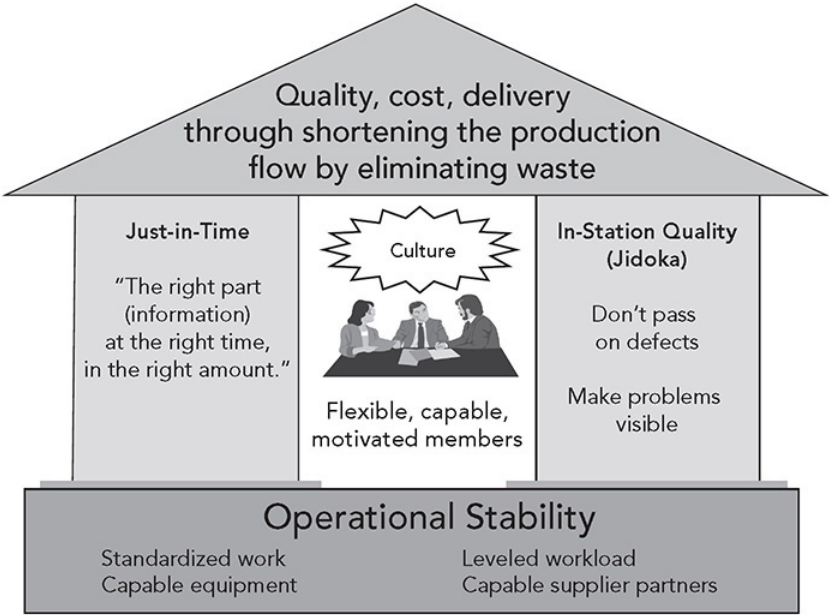 Quality, cost, delivery
through shortening the production
flow by eliminating waste
Just-in-Time
“The right part
(information)
at the right time,
in the right amount.”
Culture
Flexible, capable,
motivated members
In-Station Quality
(Jidoka)
Don’t pass
on defects
Make problems
visible
Operational Stability
Standardized work
Capable equipment
Leveled workload
Capable supplier partners